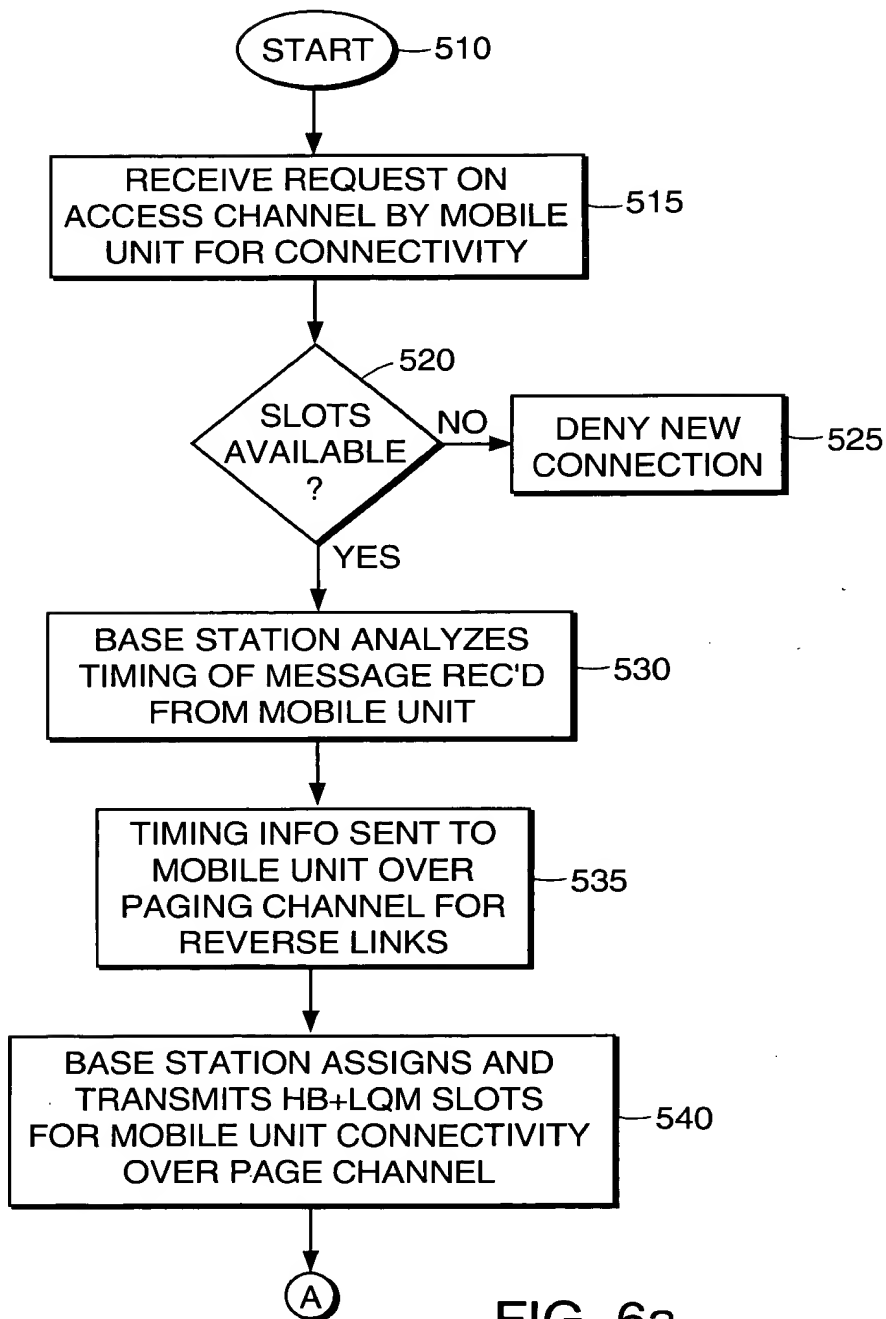 START
510
RECEIVE REQUEST ON
ACCESS CHANNEL BY MOBILE
UNIT FOR CONNECTIVITY
515
520
SLOTS
AVAILABLE
?
NO
DENY NEW
CONNECTION
525
YES
BASE STATION ANALYZES
TIMING OF MESSAGE REC'D
FROM MOBILE UNIT
530
TIMING INFO SENT TO
MOBILE UNIT OVER
PAGING CHANNEL FOR
REVERSE LINKS
535
BASE STATION ASSIGNS AND
TRANSMITS HB+LQM SLOTS
FOR MOBILE UNIT CONNECTIVITY
OVER PAGE CHANNEL
540
A
FIG. 6a